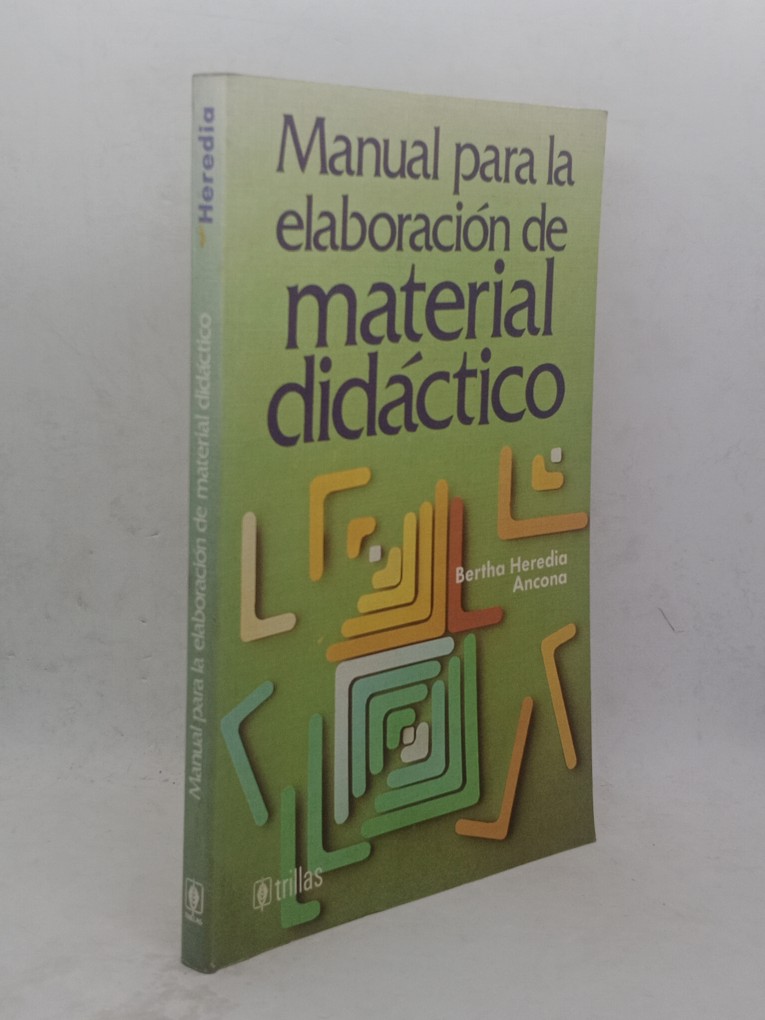 Manual para la
elaboración de
material
didáctico
Bertha Heredia
Ancona
trillas
Heredia
Manual para la elaboración de material didáctico